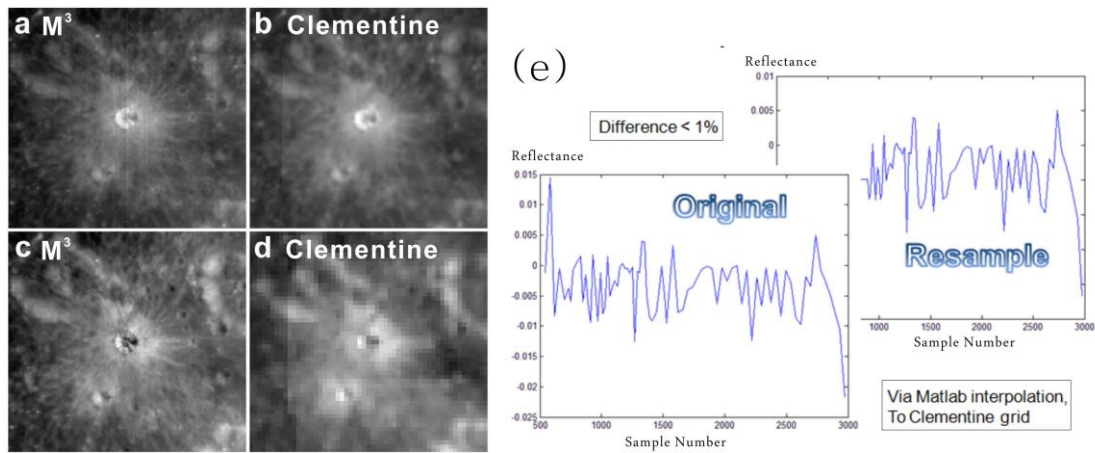 a M³
b Clementine
c M³
d Clementine
(e)
Difference < 1%
Reflectance
0.015
0.01
0.005
0
-0.005
-0.01
-0.015
-0.02
-0.025
500
1000
1500
2000
2500
3000
Sample Number
Original
Reflectance
0.01
0.005
0
1000
1500
2000
2500
3000
Sample Number
Resample
Via Matlab interpolation,
To Clementine grid